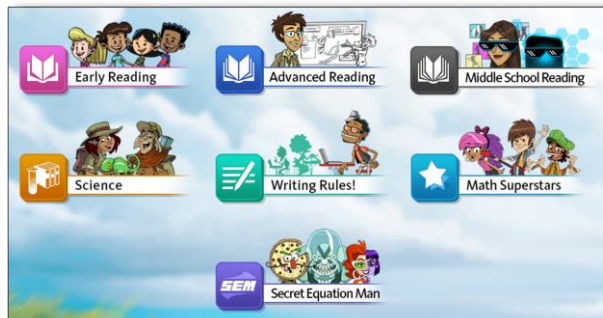 Early Reading
Advanced Reading
Middle School Reading
Science
Writing Rules!
Math Superstars
SEM
Secret Equation Man